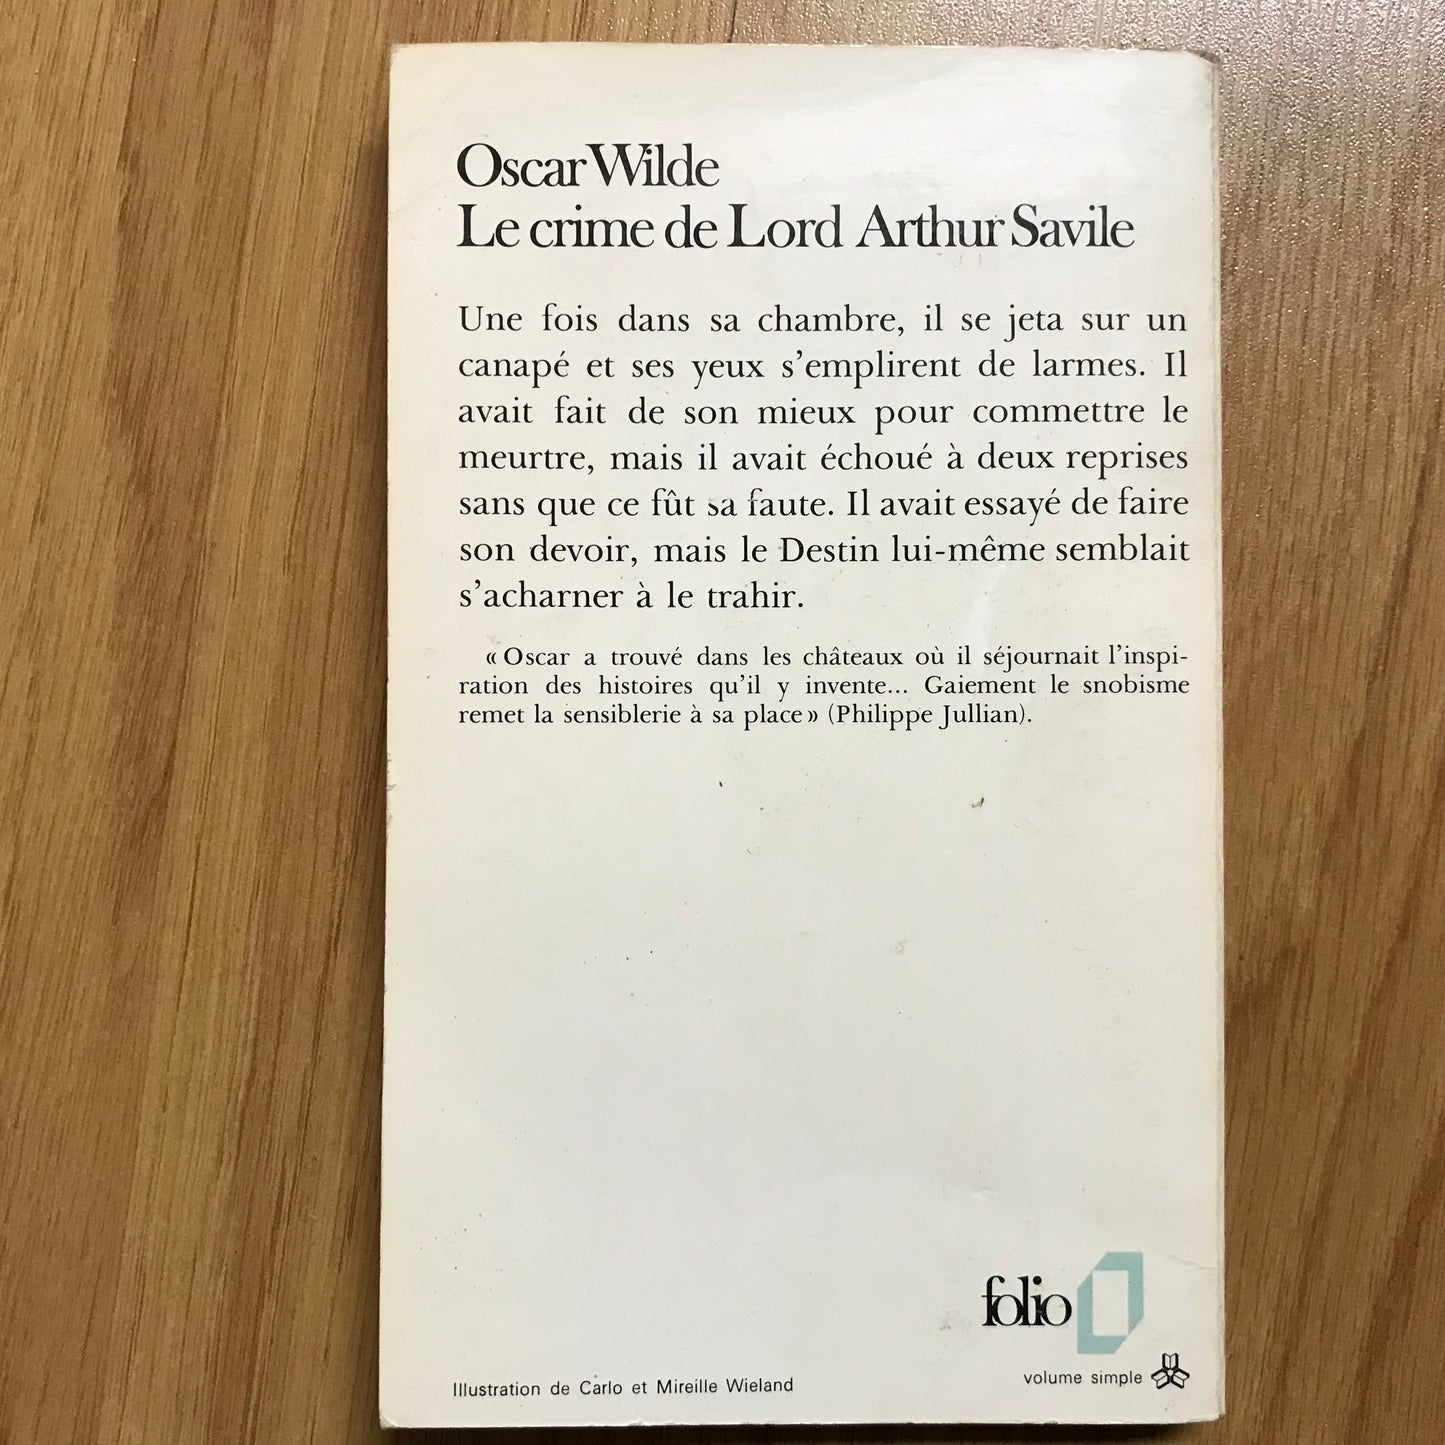 Oscar Wilde
Le crime de Lord Arthur Savile
Une fois dans sa chambre, il se jeta sur un
canapé et ses yeux s'emplirent de larmes. Il
avait fait de son mieux pour commettre le
meurtre, mais il avait échoué à deux reprises
sans que ce fût sa faute. Il avait essayé de faire
son devoir, mais le Destin lui-même semblait
s'acharner à le trahir.
« Oscar a trouvé dans les châteaux où il séjournait l'inspi-
ration des histoires qu'il y invente... Gaiement le snobisme
remet la sensiblerie à sa place » (Philippe Jullian).
folio
volume simple
Illustration de Carlo et Mireille Wieland